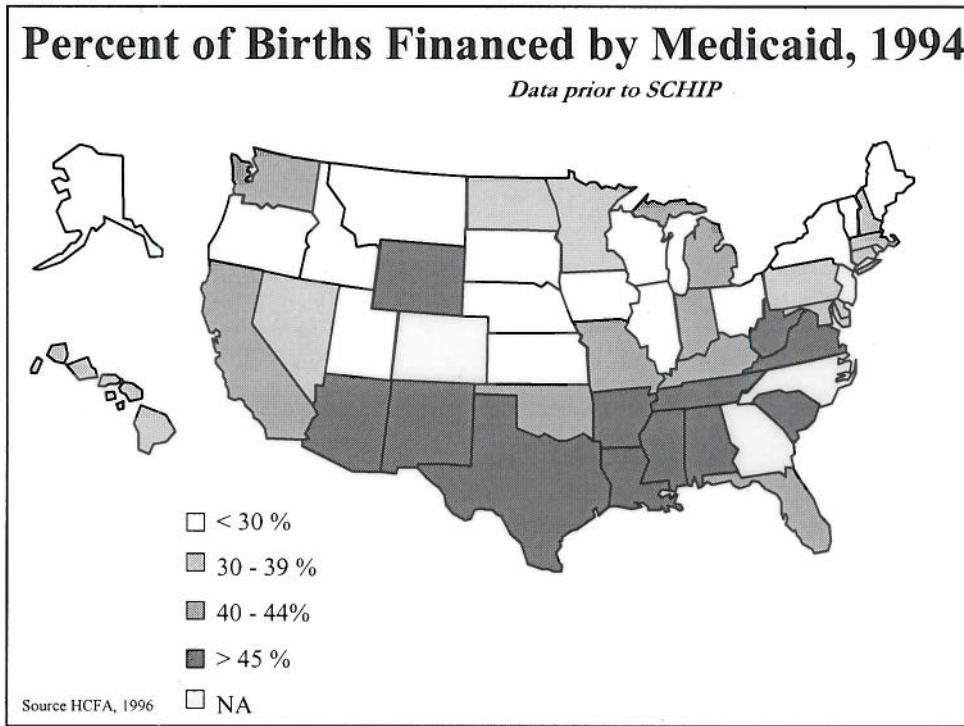 Percent of Births Financed by Medicaid, 1994
Data prior to SCHIP
< 30 %
30 - 39 %
40 - 44%
> 45 %
NA
Source HCFA, 1996